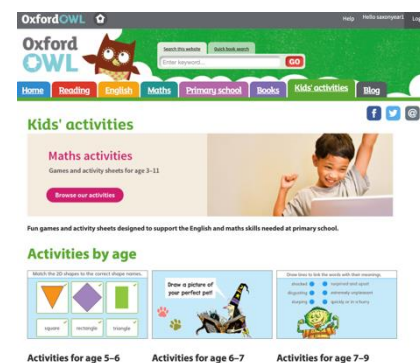 Oxford OWL
Help
Hello saxonyear1
Log
Oxford
OWL
Search this website
Quick book search
Enter keyword...
GO
Home
Reading
English
Maths
Primary school
Books
Kids' activities
Blog
Kids' activities
Maths activities
Games and activity sheets for age 3–11
Browse our activities
Fun games and activity sheets designed to support the English and maths skills needed at primary school.
Activities by age
Match the 2D shapes to the correct shape names.
square
rectangle
triangle
Draw a picture of
your perfect pet!
Draw lines to link the words with their meanings.
shocked
surprised and upset
disgusting
extremely unpleasant
Activities for age 5–6
Activities for age 6–7
Activities for age 7–9